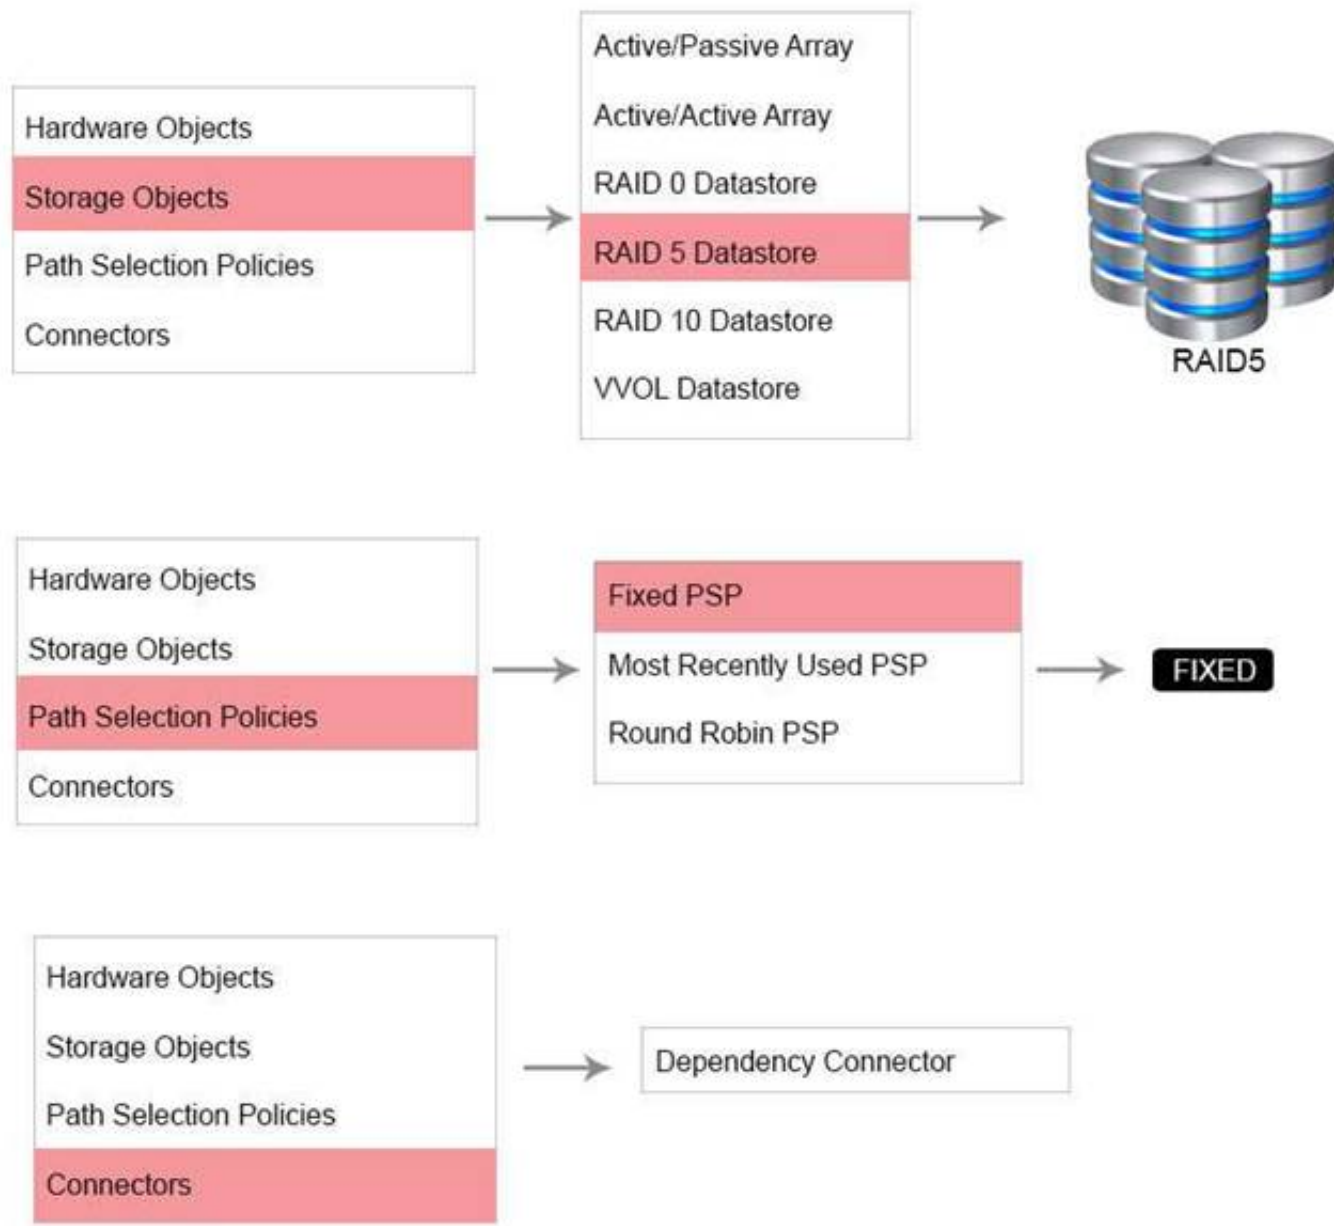 Hardware Objects
Storage Objects
Path Selection Policies
Connectors
Active/Passive Array
Active/Active Array
RAID 0 Datastore
RAID 5 Datastore
RAID 10 Datastore
VVOL Datastore
RAID5
Hardware Objects
Storage Objects
Path Selection Policies
Connectors
Fixed PSP
Most Recently Used PSP
Round Robin PSP
FIXED
Hardware Objects
Storage Objects
Path Selection Policies
Connectors
Dependency Connector